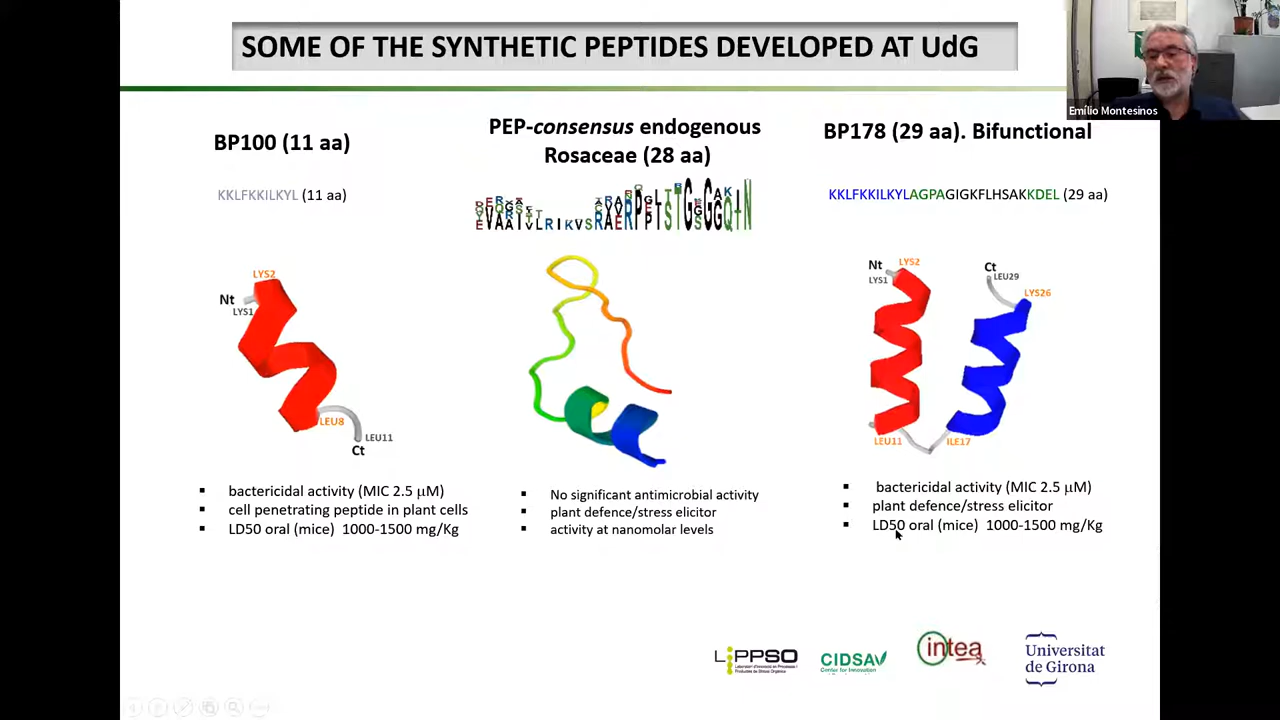 SOME OF THE SYNTHETIC PEPTIDES DEVELOPED AT UdG
Emílio Montesinos
BP100 (11 aa)
KKLFKKILKYL (11 aa)
LYS2
Nt
LYS1
LEU8
LEU11
Ct
▪ bactericidal activity (MIC 2.5 µM)
▪ cell penetrating peptide in plant cells
▪ LD50 oral (mice) 1000-1500 mg/Kg
PEP-consensus endogenous
Rosaceae (28 aa)
▪ No significant antimicrobial activity
▪ plant defence/stress elicitor
▪ activity at nanomolar levels
BP178 (29 aa). Bifunctional
KKLFKKILKYLAGPAGIGKFLHSAKKDEL (29 aa)
Nt
LYS2
LYS1
Ct
LEU29
LYS26
LEU11
ILE17
▪ bactericidal activity (MIC 2.5 µM)
▪ plant defence/stress elicitor
▪ LD50 oral (mice) 1000-1500 mg/Kg
LIPPSO
CIDSAV
Center for Innovation
intea
Universitat
de Girona